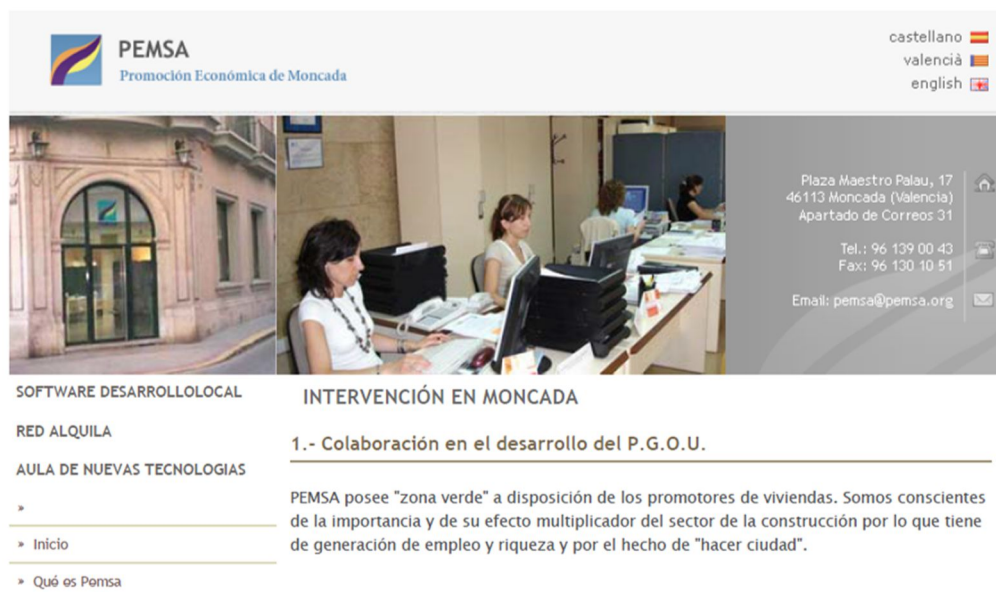 PEMSA
Promoción Económica de Moncada
castellano
valencià
english
Plaza Maestro Palau, 17
46113 Moncada (Valencia)
Apartado de Correos 31
Tel.: 96 139 00 43
Fax: 96 130 10 51
Email: pemsa@pemsa.org
SOFTWARE DESARROLLOLOCAL
RED ALQUILA
AULA DE NUEVAS TECNOLOGIAS
»
» Inicio
» Qué es Pemsa
INTERVENCIÓN EN MONCADA
1.- Colaboración en el desarrollo del P.G.O.U.
PEMSA posee "zona verde" a disposición de los promotores de viviendas. Somos conscientes
de la importancia y de su efecto multiplicador del sector de la construcción por lo que tiene
de generación de empleo y riqueza y por el hecho de "hacer ciudad".